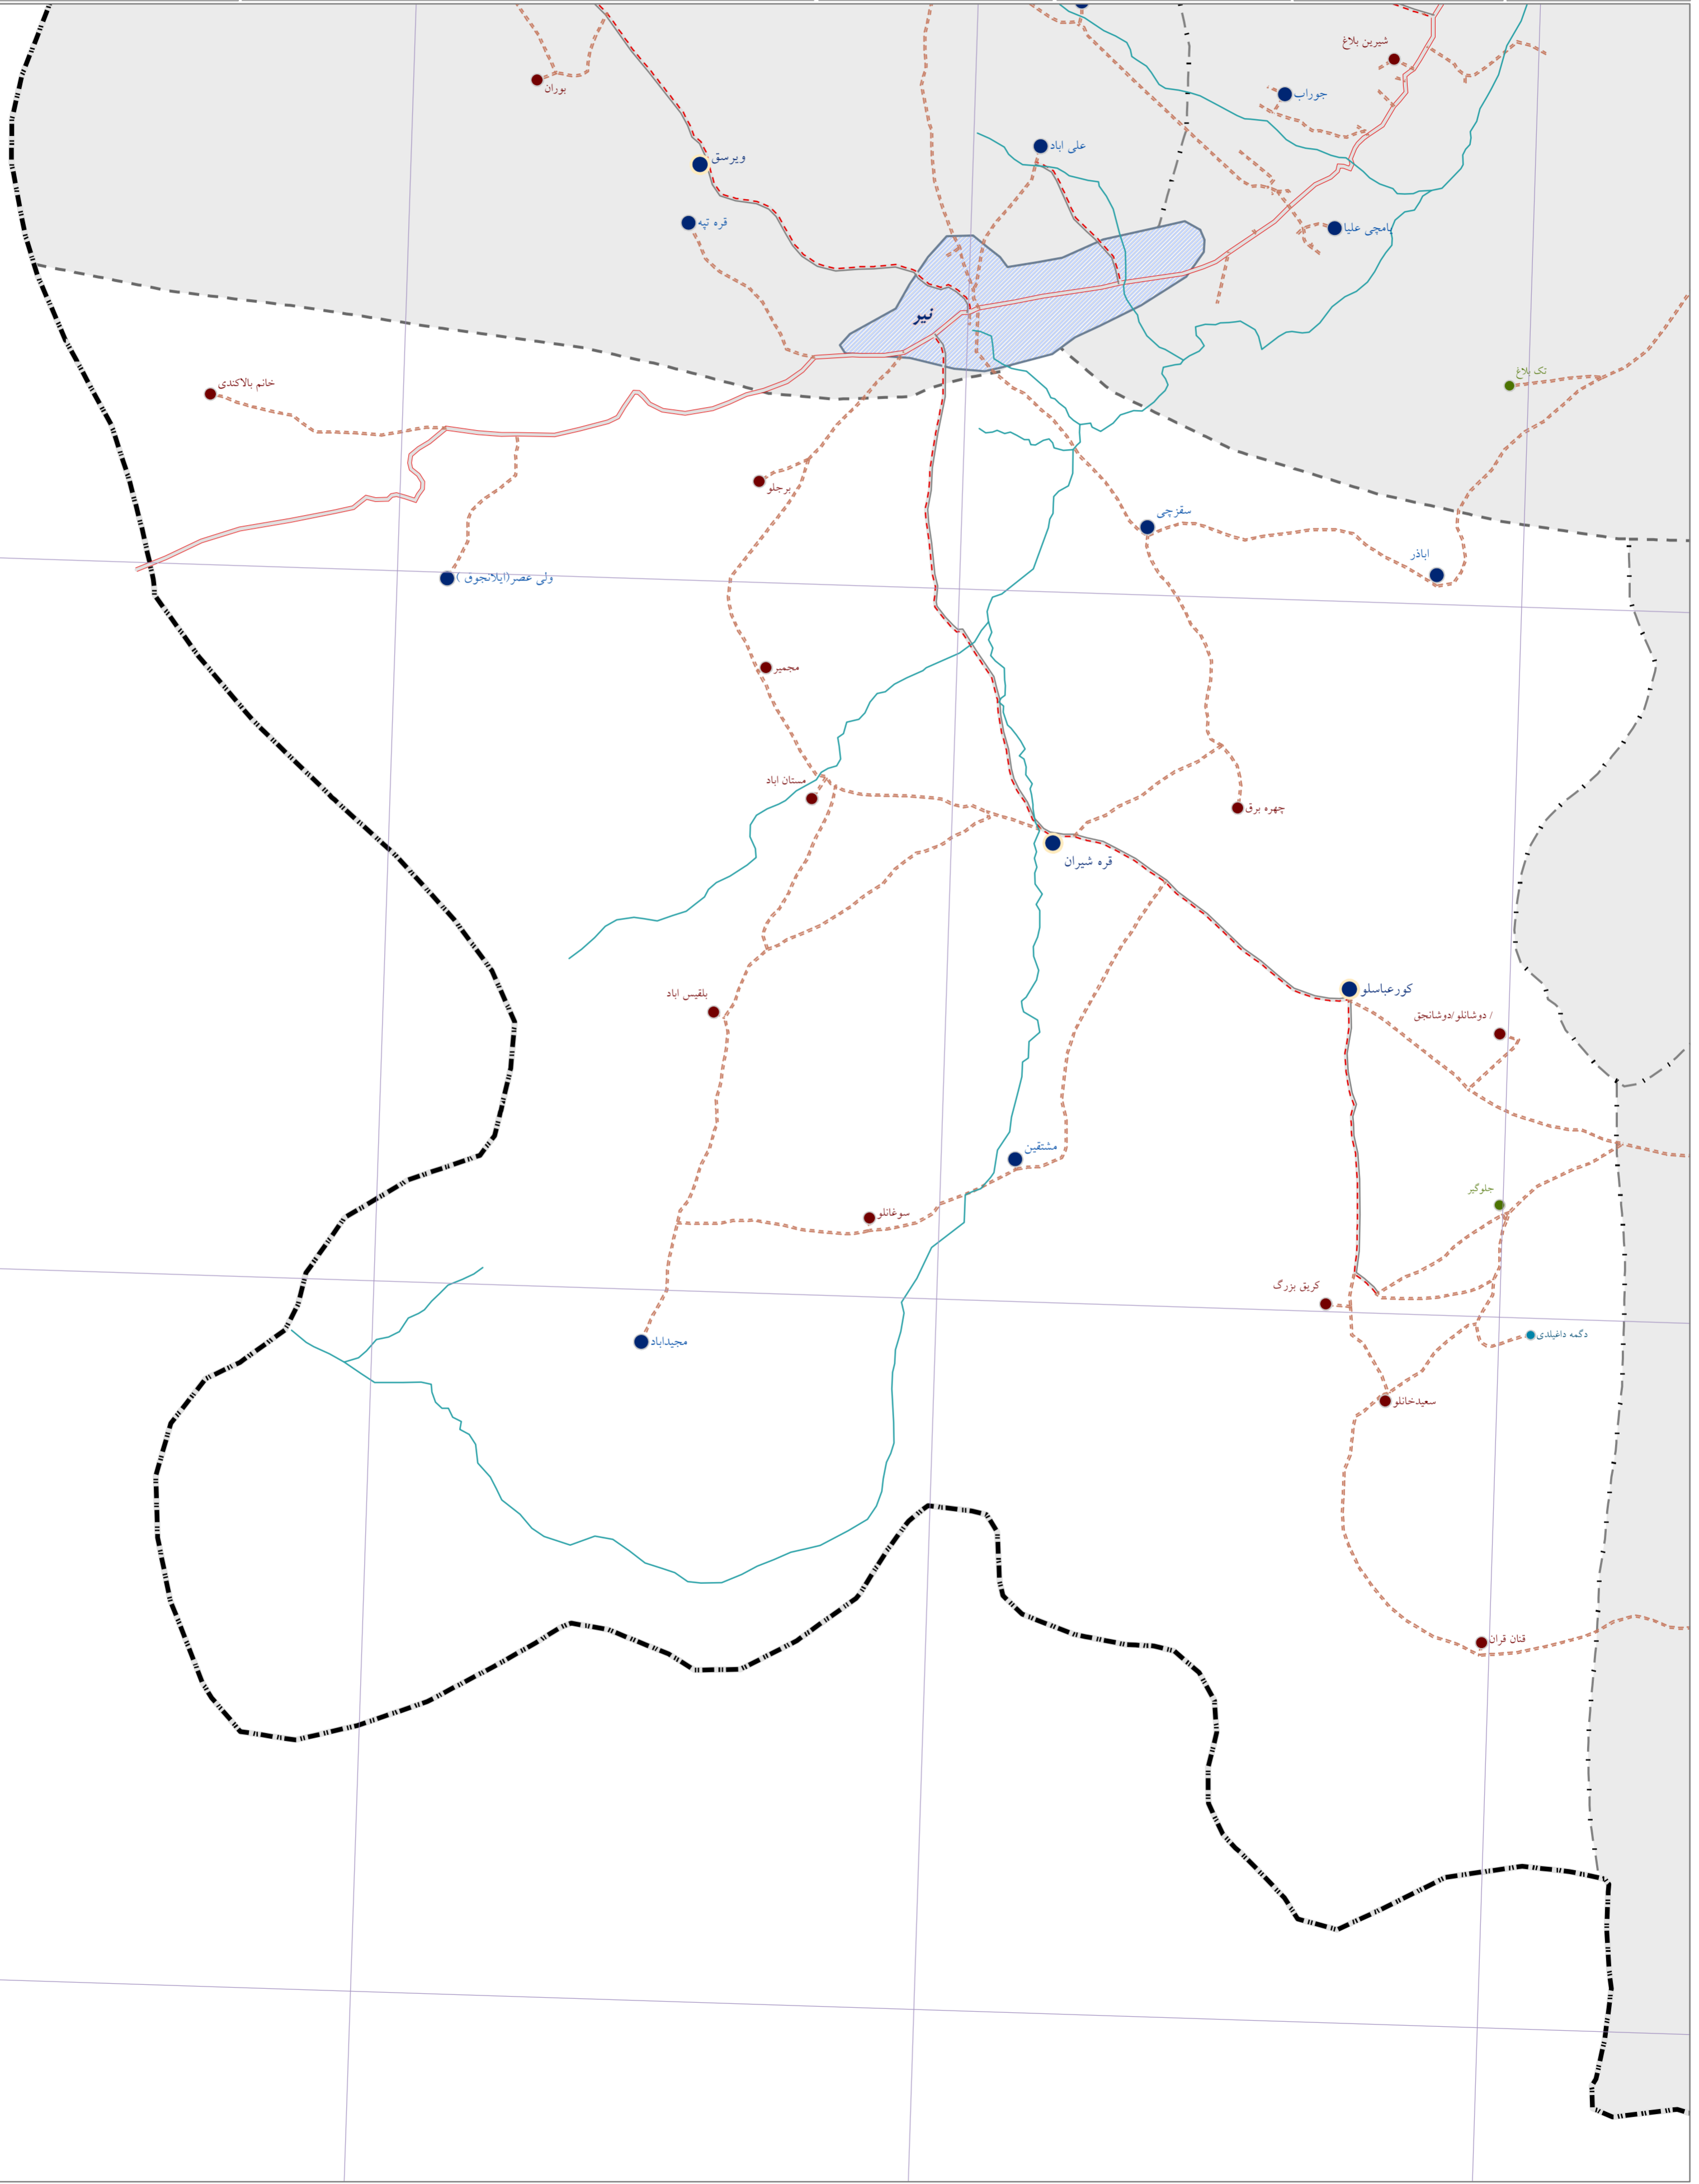 شیرین بلاغ
بوران
جوراب
علی اباد
ویرسق
قره تپه
یامچی علیا
نیر
تک بلاغ
خانم بالاکندی
برجلو
سقزچی
اباذر
ولی عصر(ایلانجوق )
مجمیر
مستان اباد
چهره برق
قره شیران
کورعباسلو
بلقیس اباد
/ دوشانلو/دوشانجق
مشتقین
جلوگیر
سوغانلو
کریق بزرگ
دگمه داغیلدی
مجیداباد
سعیدخانلو
قنان قران